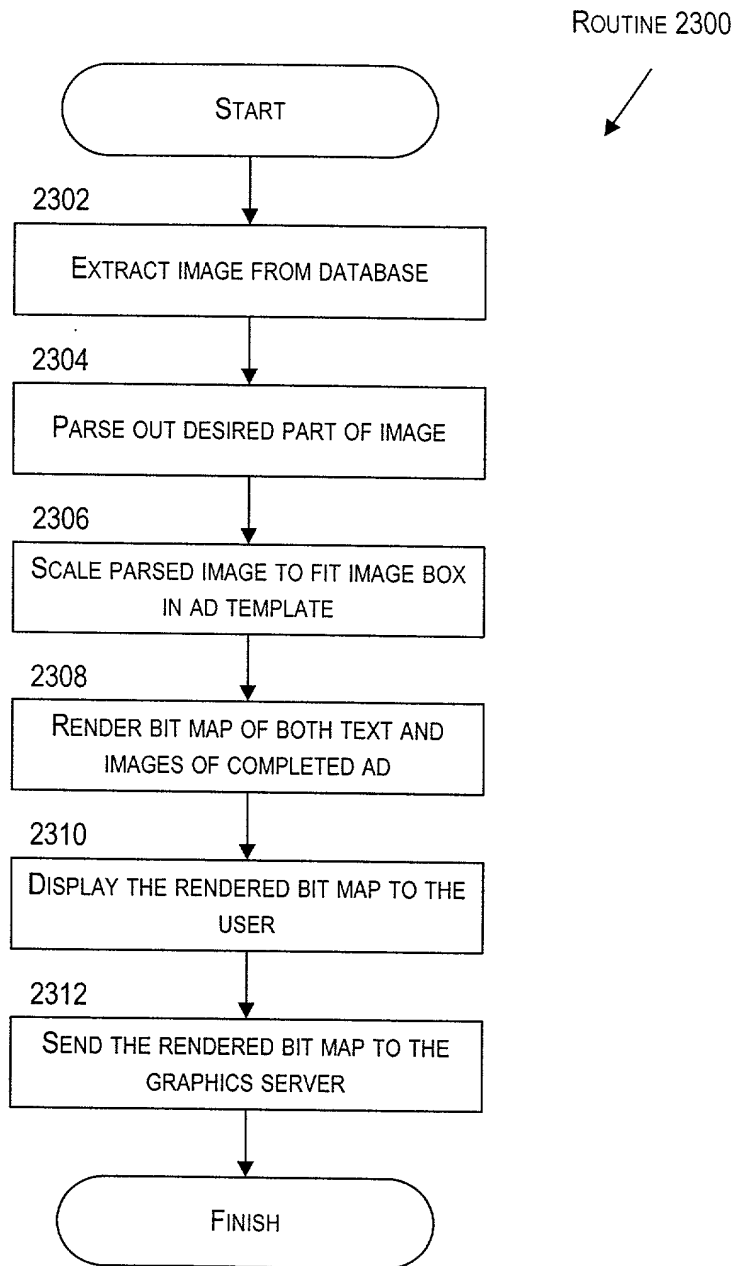 ROUTINE 2300
START
2302
EXTRACT IMAGE FROM DATABASE
2304
PARSE OUT DESIRED PART OF IMAGE
2306
SCALE PARSED IMAGE TO FIT IMAGE BOX
IN AD TEMPLATE
2308
RENDER BIT MAP OF BOTH TEXT AND
IMAGES OF COMPLETED AD
2310
DISPLAY THE RENDERED BIT MAP TO THE
USER
2312
SEND THE RENDERED BIT MAP TO THE
GRAPHICS SERVER
FINISH